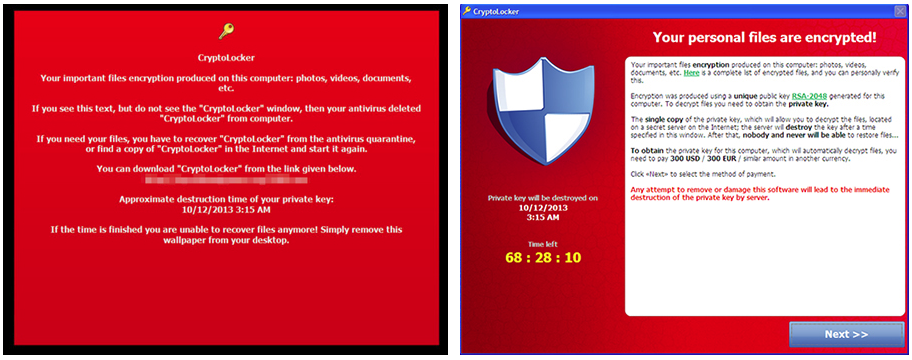 CryptoLocker
Your important files encryption produced on this computer: photos, videos, documents,
etc.
If you see this text, but do not see the "CryptoLocker" window, then your antivirus deleted
"CryptoLocker" from computer.
If you need your files, you have to recover "CryptoLocker" from the antivirus quarantine,
or find a copy of "CryptoLocker" in the Internet and start it again.
You can download "CryptoLocker" from the link given below.
Approximate destruction time of your private key:
10/12/2013 3:15 AM
If the time is finished you are unable to recover files anymore! Simply remove this
wallpaper from your desktop.
CryptoLocker
Your personal files are encrypted!
Private key will be destroyed on
10/12/2013
3:15 AM
Time left
68 : 28 : 10
Your important files encryption produced on this computer: photos, videos,
documents, etc. Here is a complete list of encrypted files, and you can personally verify
this.
Encryption was produced using a unique public key RSA-2048 generated for this
computer. To decrypt files you need to obtain the private key.
The single copy of the private key, which will allow you to decrypt the files, located
on a secret server on the Internet; the server will destroy the key after a time
specified in this window. After that, nobody and never will be able to restore files...
To obtain the private key for this computer, which will automatically decrypt files, you
need to pay 300 USD / 300 EUR / similar amount in another currency.
Click «Next» to select the method of payment.
Any attempt to remove or damage this software will lead to the immediate
destruction of the private key by server.
Next >>